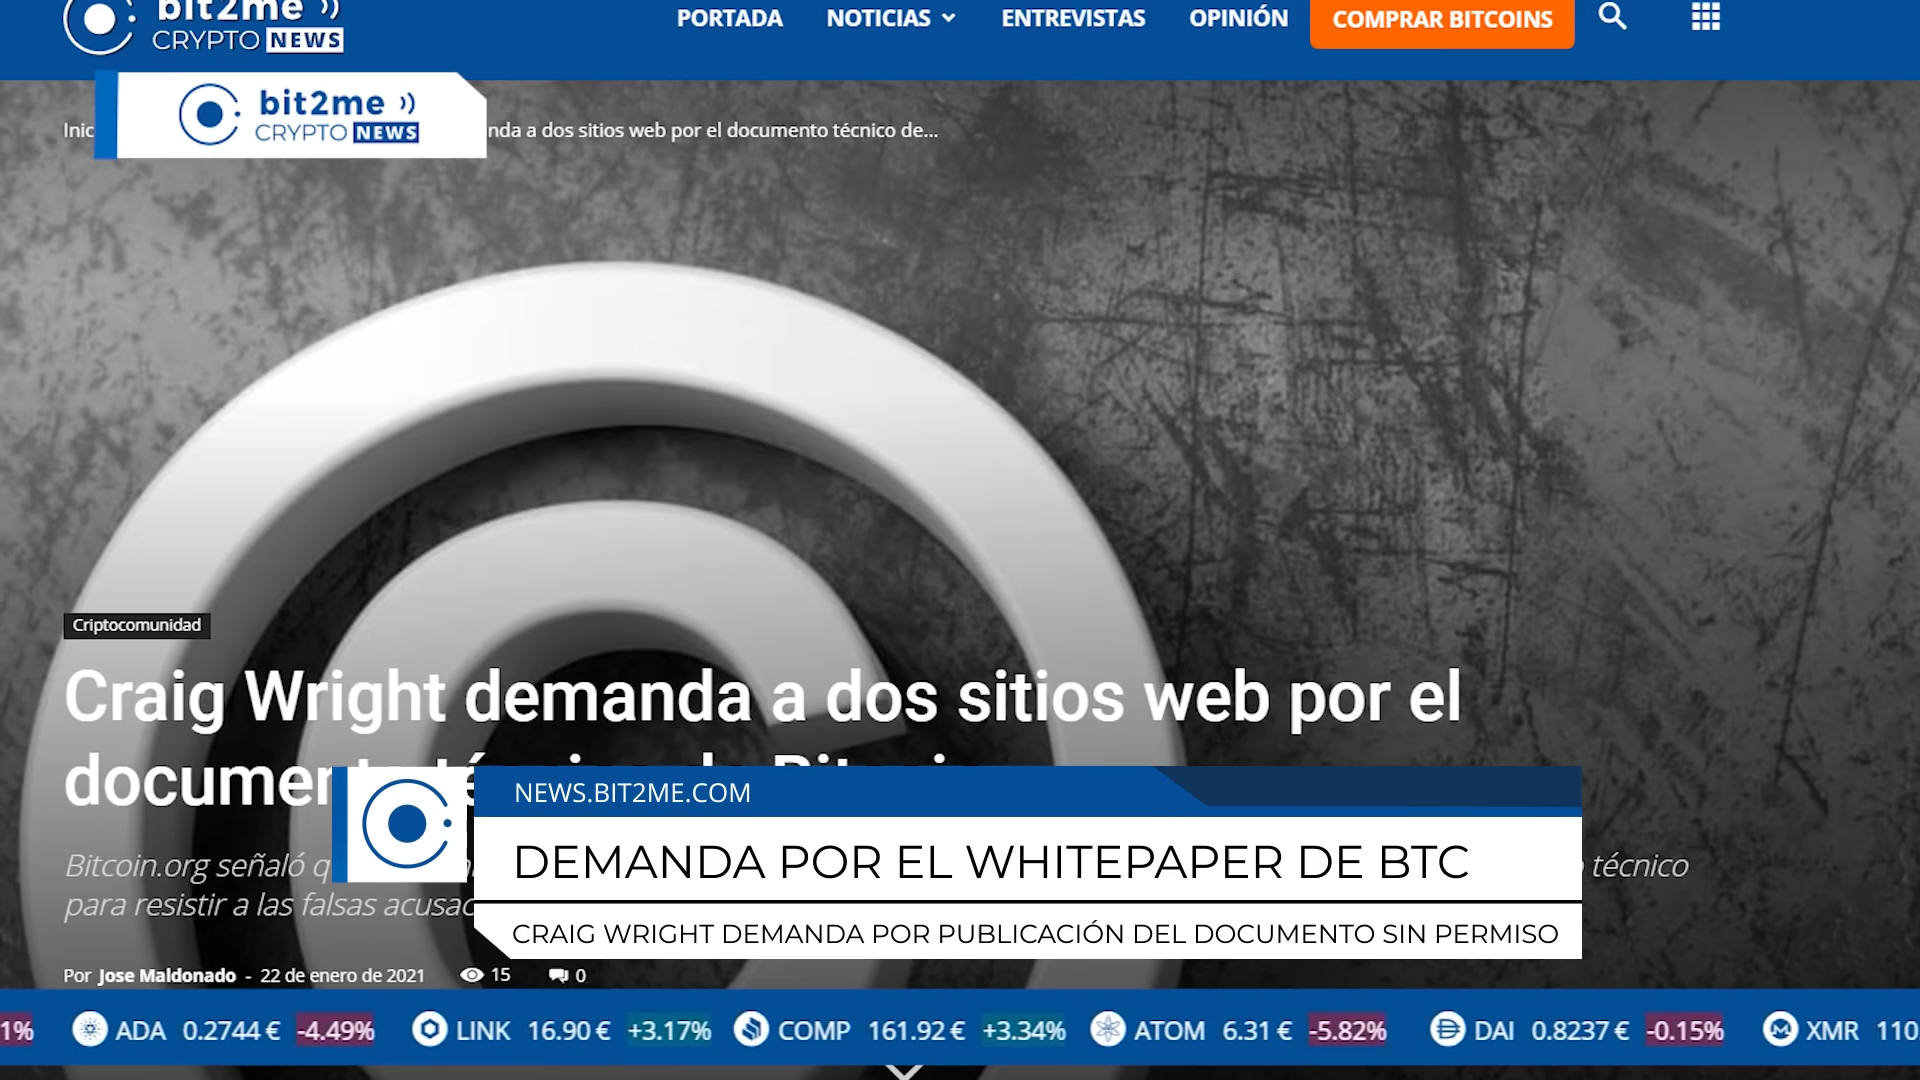 bit2me
CRYPTO NEWS
PORTADA NOTICIAS ENTREVISTAS OPINIÓN COMPRAR BITCOINS
bit2me
CRYPTO NEWS
a dos sitios web por el documento técnico de...
Criptocomunidad
Craig Wright demanda a dos sitios web por el
NEWS.BIT2ME.COM
DEMANDA POR EL WHITEPAPER DE BTC
Bitcoin.org señaló técnico
para resistir a las falsas
CRAIG WRIGHT DEMANDA POR PUBLICACIÓN DEL DOCUMENTO SIN PERMISO
Por Jose Maldonado - 22 de enero de 2021 15 0
1% ADA 0.2744 € -4.49% LINK 16.90 € +3.17% COMP 161.92 € +3.34% ATOM 6.31 € -5.82% DAI 0.8237 € -0.15% XMR 110